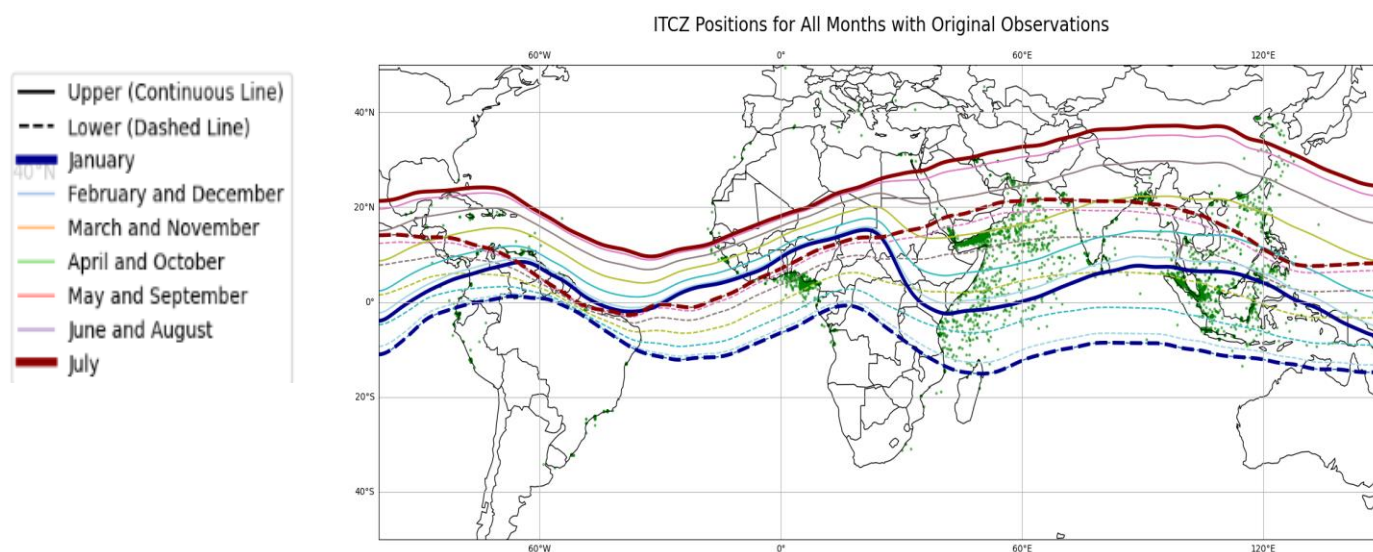 ITCZ Positions for All Months with Original Observations
60°W 0° 60°E 120°E
Upper (Continuous Line)
Lower (Dashed Line)
January
40°N
February and December
March and November
April and October
May and September
June and August
July
40°N
20°N
0°
20°S
40°S
60°W 0° 60°E 120°E